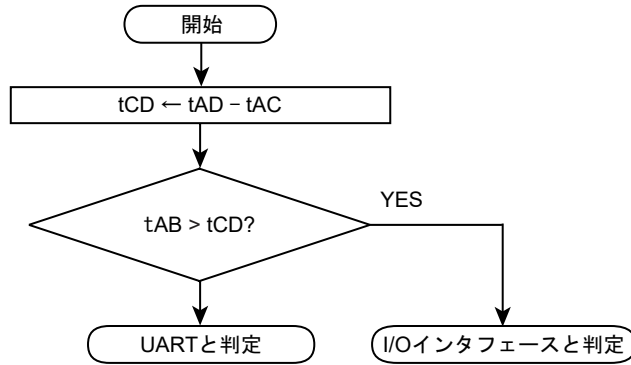 開始
tCD ← tAD − tAC
tAB > tCD?
YES
UARTと判定
I/Oインタフェースと判定